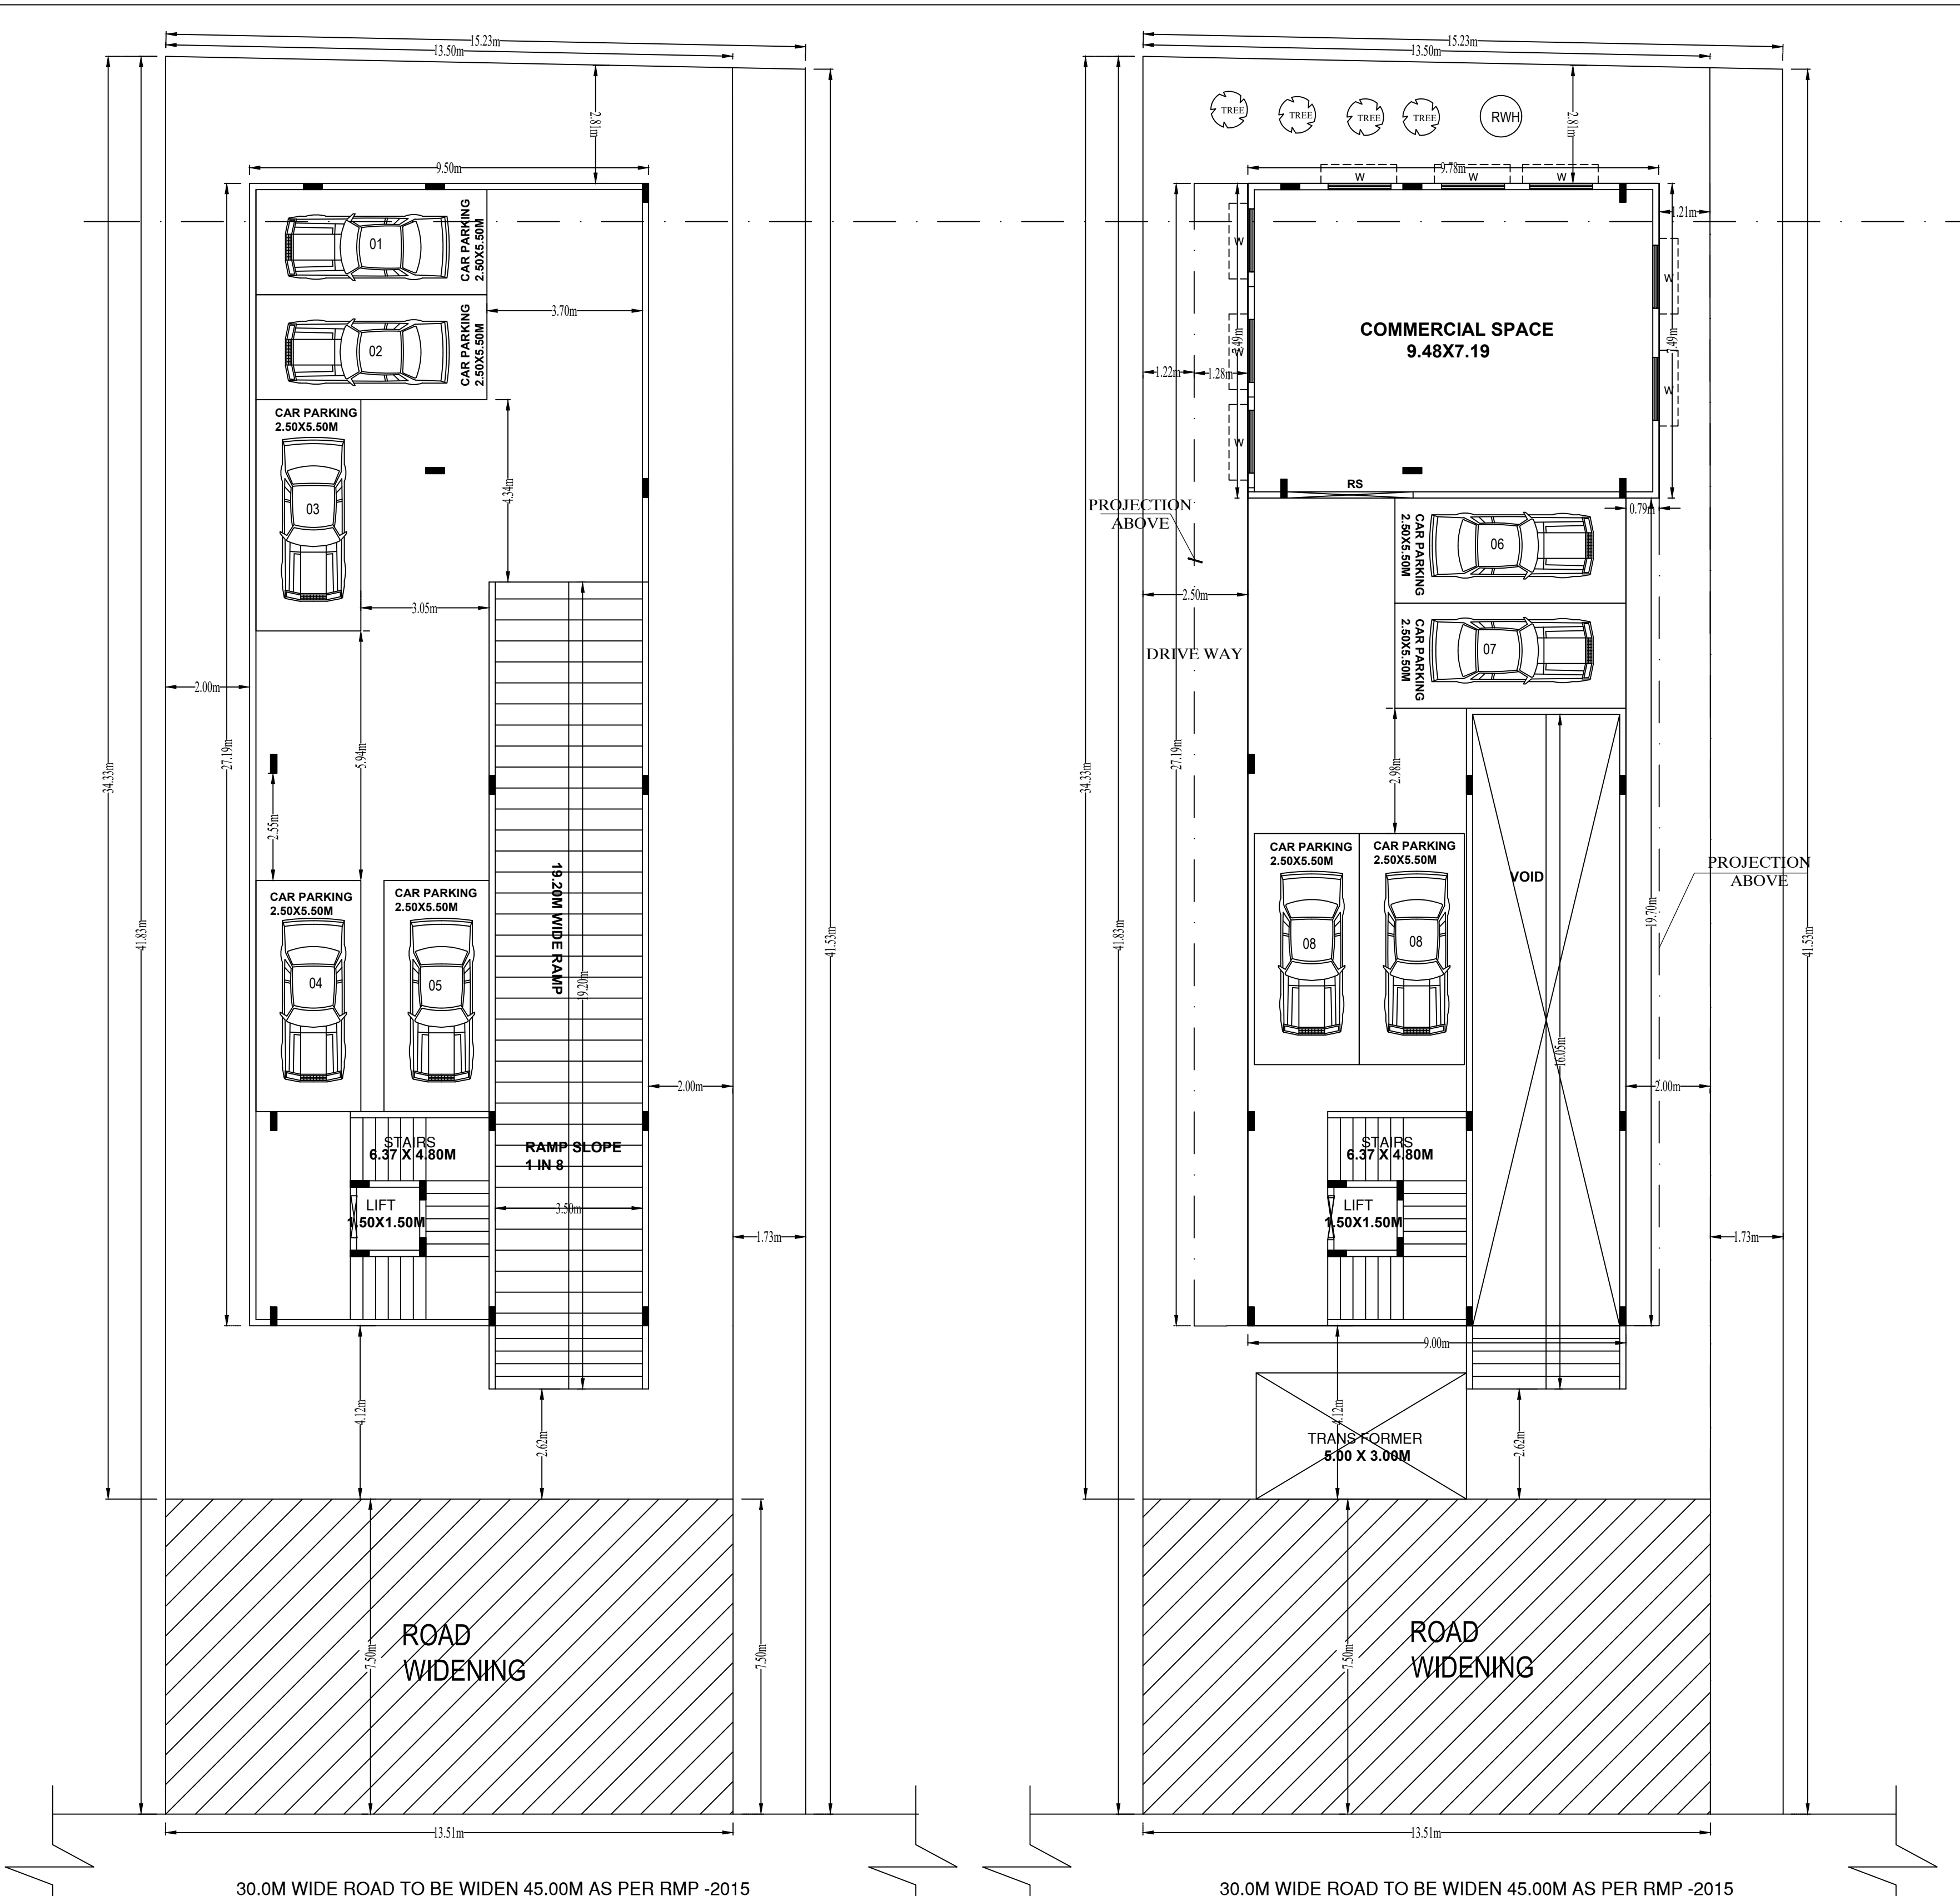 15.23m
13.50m
2.81m
9.50m
01
CAR PARKING
2.50X5.50M
02
CAR PARKING
2.50X5.50M
3.70m
CAR PARKING
2.50X5.50M
03
4.34m
3.05m
2.00m
27.19m
34.33m
41.83m
5.94m
2.55m
CAR PARKING
2.50X5.50M
04
CAR PARKING
2.50X5.50M
05
19.20M WIDE RAMP
41.53m
2.00m
STAIRS
6.37 X 4.80M
RAMP SLOPE
1 IN 8
LIFT
1.50X1.50M
3.50m
1.73m
4.12m
2.62m
ROAD
WIDENING
7.50m
7.50m
13.51m
30.0M WIDE ROAD TO BE WIDEN 45.00M AS PER RMP -2015
15.23m
13.50m
TREE
TREE
TREE
TREE
RWH
2.81m
9.78m
W
W
W
1.21m
W
W
W
W
W
COMMERCIAL SPACE
9.48X7.19
7.49m
1.22m
1.28m
RS
PROJECTION
ABOVE
0.79m
06
CAR PARKING
2.50X5.50M
2.50m
07
CAR PARKING
2.50X5.50M
DRIVE WAY
27.19m
34.33m
41.83m
2.98m
CAR PARKING
2.50X5.50M
08
CAR PARKING
2.50X5.50M
08
VOID
PROJECTION
ABOVE
19.70m
41.53m
16.05m
2.00m
STAIRS
6.37 X 4.80M
LIFT
1.50X1.50M
1.73m
9.00m
4.12m
2.62m
TRANS FORMER
5.00 X 3.00M
ROAD
WIDENING
7.50m
13.51m
30.0M WIDE ROAD TO BE WIDEN 45.00M AS PER RMP -2015